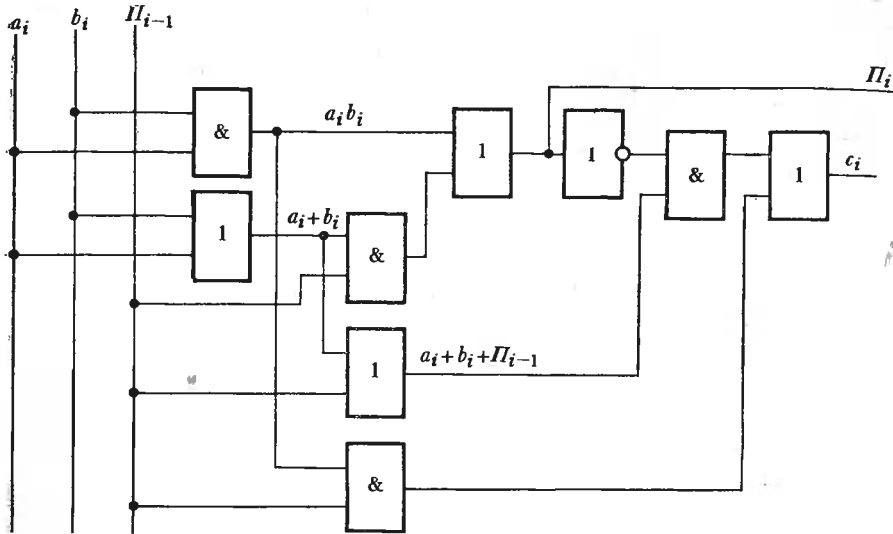 a_i b_i П_{i−1}
П_i
& a_i b_i
1 1 & 1 c_i
1 a_i + b_i
&
1 a_i + b_i + П_{i−1}
&